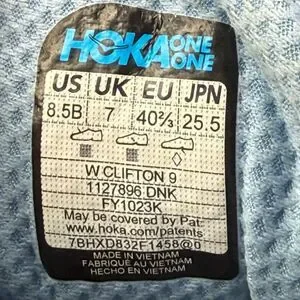 HOKA ONE ONE
US UK EU JPN
8.5B 7 40⅔ 25.5
W CLIFTON 9
1127896 DNK
FY1023K
May be covered by Pat:
www.hoka.com/patents
7BHXD832F1458@0
MADE IN VIETNAM
FABRIQUÉ AU VIETNAM
HECHO EN VIETNAM